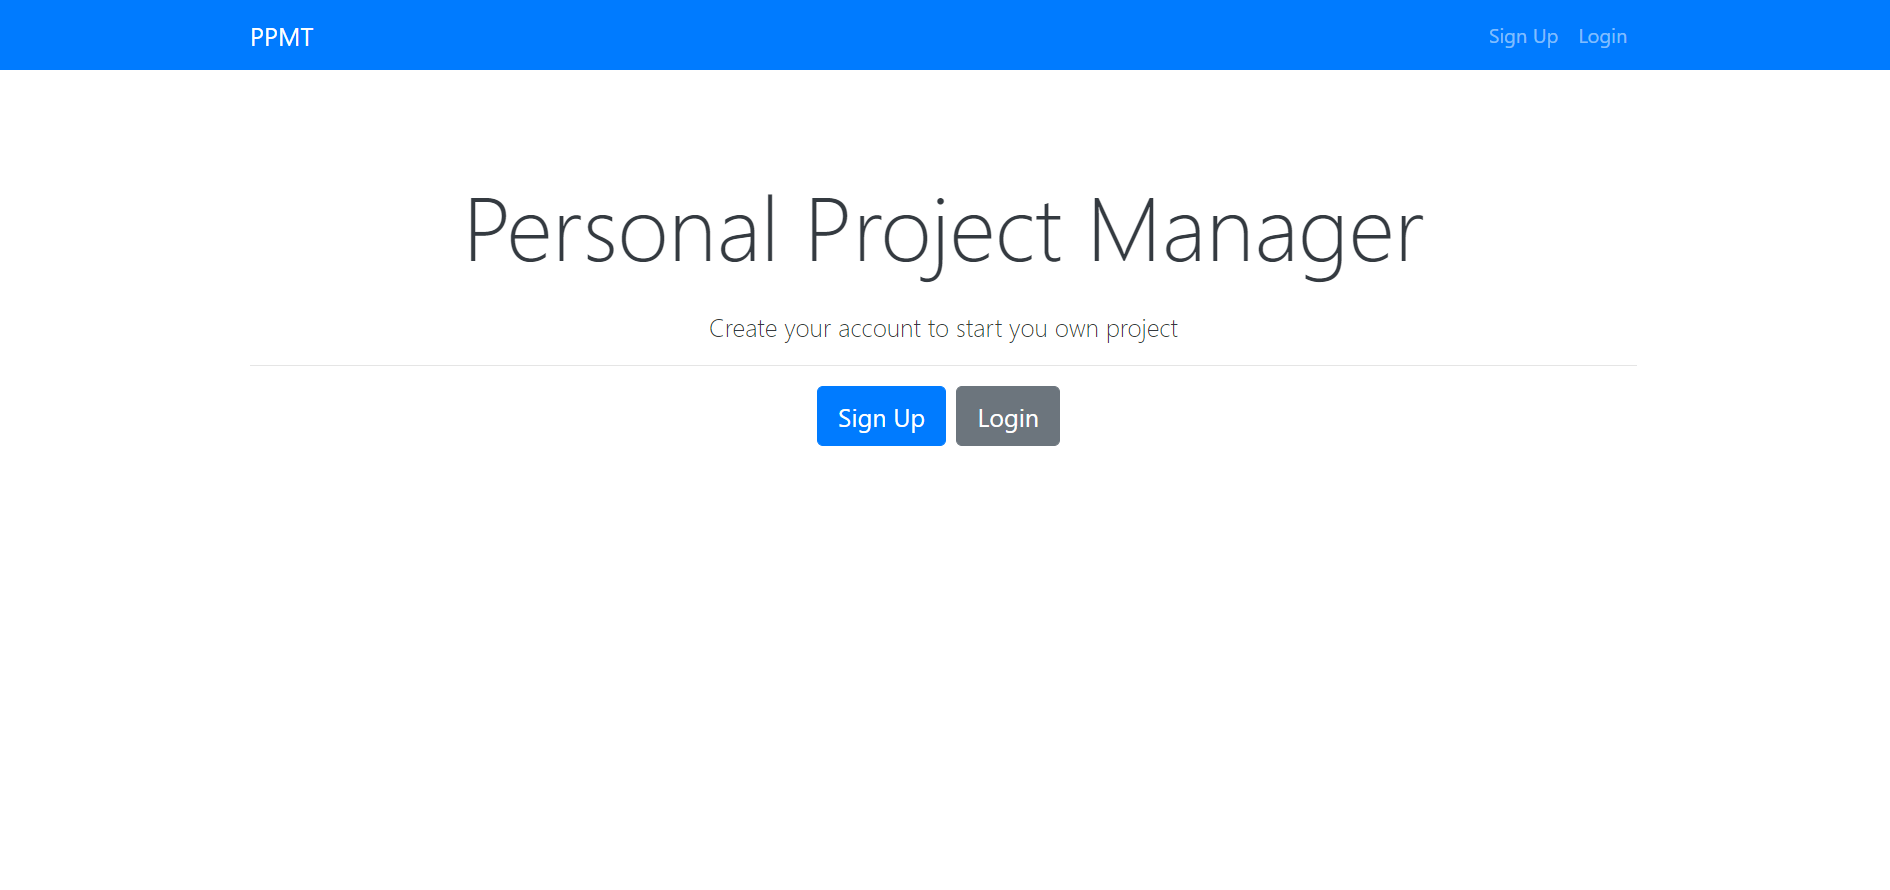 PPMT Sign Up Login
Personal Project Manager
Create your account to start you own project
Sign Up Login